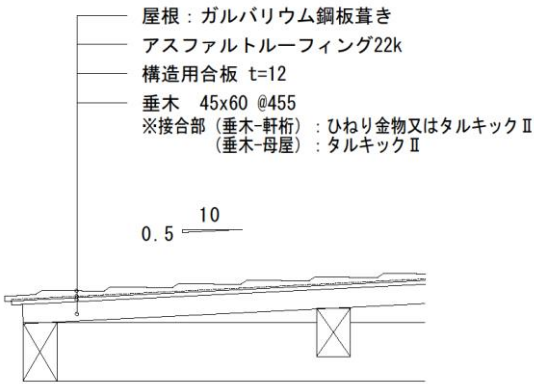 屋根：ガルバリウム鋼板葺き
アスファルトルーフィング22k
構造用合板 t=12
垂木 45x60 @455
※接合部（垂木-軒桁）：ひねり金物又はタルキックⅡ
（垂木-母屋）：タルキックⅡ
10
0.5